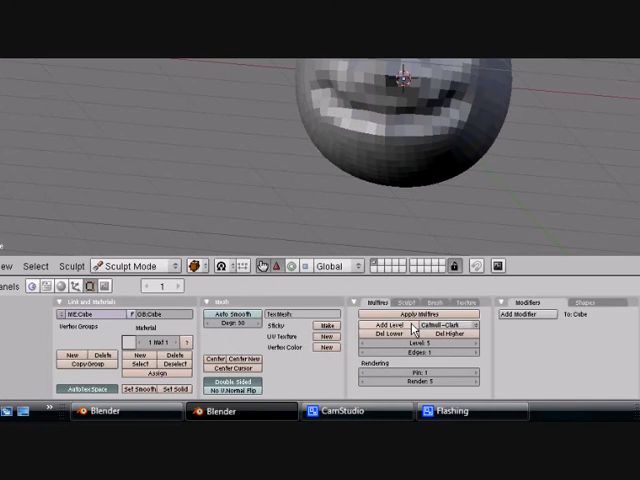 ew Select Sculpt Sculpt Mode Global
anels 1
Link and Materials
ME:Cube F OB:Cube
Vertex Groups
Material
1 Mat 1 ?
New Delete New Delete
Copy Group Select Deselect
Assign
AutoTexSpace Set Smooth Set Solid
Mesh
Auto Smooth
Degr: 30
TexMesh:
Sticky Make
UV Texture New
Vertex Color New
Center Center New
Center Cursor
Double Sided
No V.Normal Flip
Multires Sculpt Brush Texture
Apply Multires
Add Level Catmull-Clark
Del Lower Del Higher
Level: 5
Edges: 1
Rendering
Pin: 1
Render: 5
Modifiers Shapes
Add Modifier To: Cube
Blender Blender CamStudio Flashing